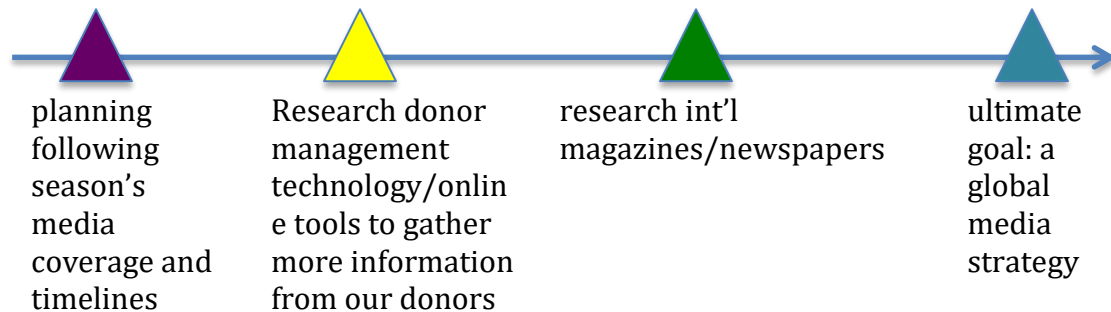 planning
following
season’s
media
coverage and
timelines
Research donor
management
technology/onlin
e tools to gather
more information
from our donors
research int’l
magazines/newspapers
ultimate
goal: a
global
media
strategy